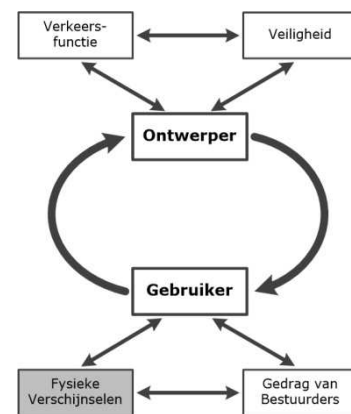 Verkeers-
functie
Veiligheid
Ontwerper
Gebruiker
Fysieke
Verschijnselen
Gedrag van
Bestuurders